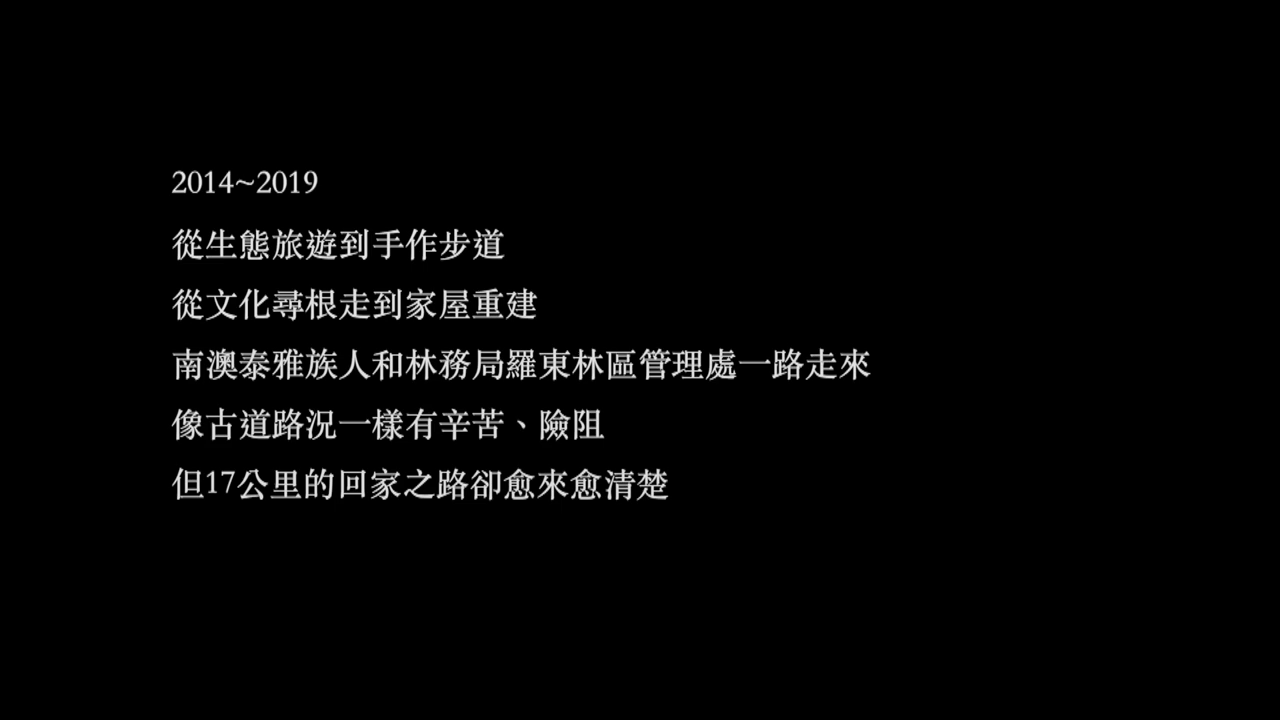 2014~2019
從生態旅遊到手作步道
從文化尋根走到家屋重建
南澳泰雅族人和林務局羅東林區管理處一路走來
像古道路況一樣有辛苦、險阻
但17公里的回家之路卻愈來愈清楚